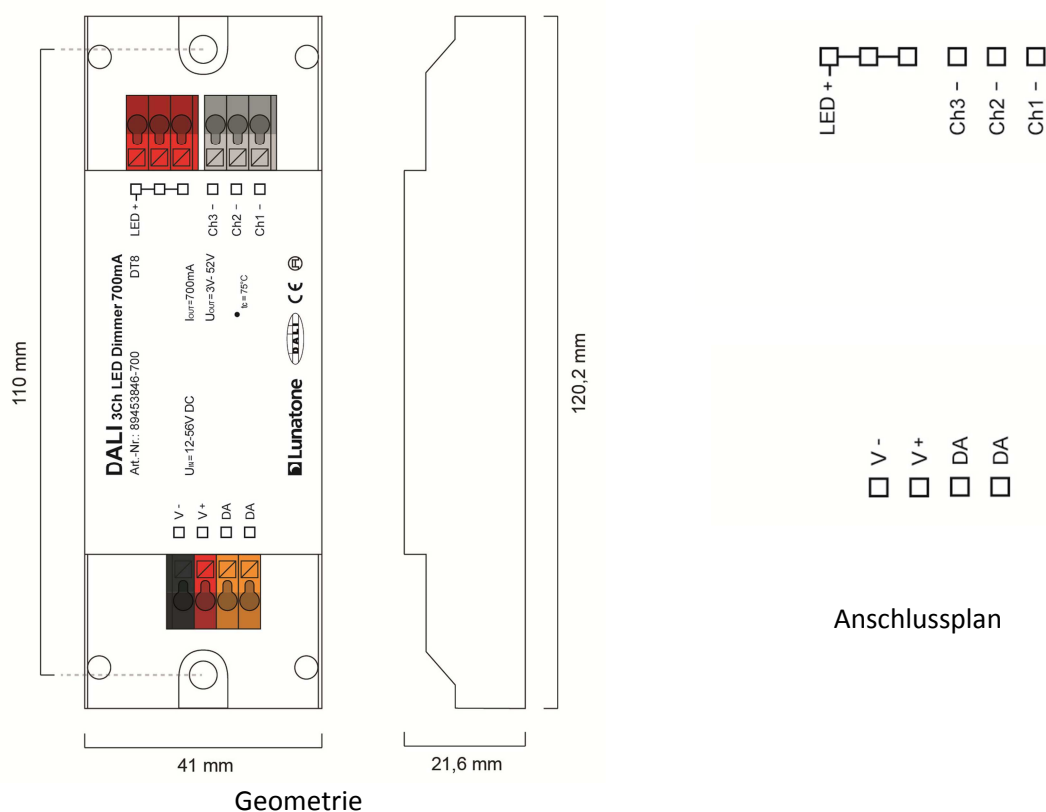 110 mm
LED +
Ch3 -
Ch2 -
Ch1 -
DALI 3Ch LED Dimmer 700mA
DT8
Art.-Nr.: 89453846-700
IOUT=700mA
UOUT=3V- 52V
tc = 75°C
UIN= 12-56V DC
Lunatone
DALI
CE
V -
V +
DA
DA
41 mm
21,6 mm
120,2 mm
Geometrie
LED +
Ch3 -
Ch2 -
Ch1 -
V -
V +
DA
DA
Anschlussplan